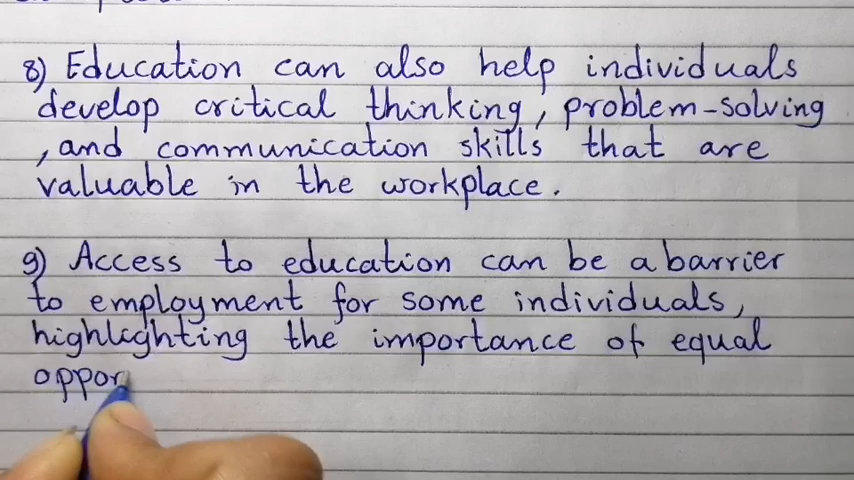 8) Education can also help individuals
develop critical thinking, problem-solving
, and communication skills that are
valuable in the workplace.
9) Access to education can be a barrier
to employment for some individuals,
highlighting the importance of equal
oppor